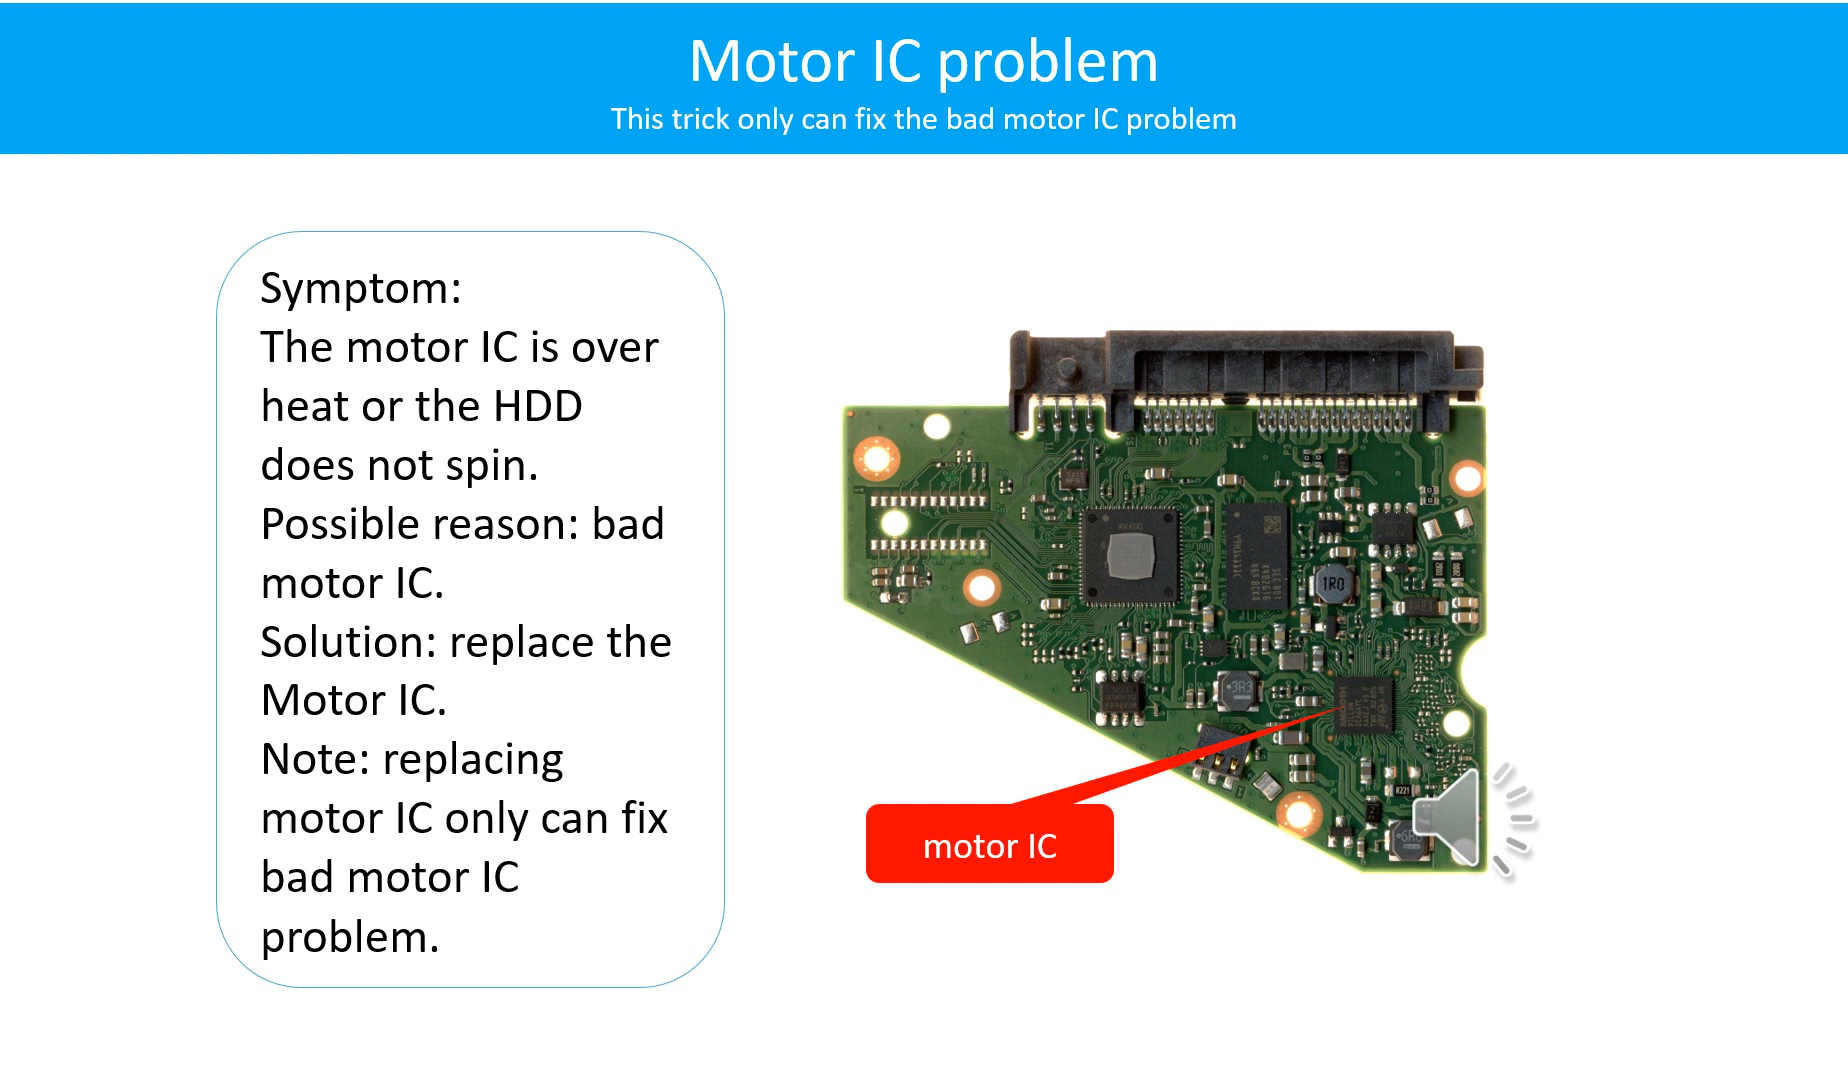 Motor IC problem
This trick only can fix the bad motor IC problem
Symptom:
The motor IC is over
heat or the HDD
does not spin.
Possible reason: bad
motor IC.
Solution: replace the
Motor IC.
Note: replacing
motor IC only can fix
bad motor IC
problem.
1R0
3R3
R221
motor IC